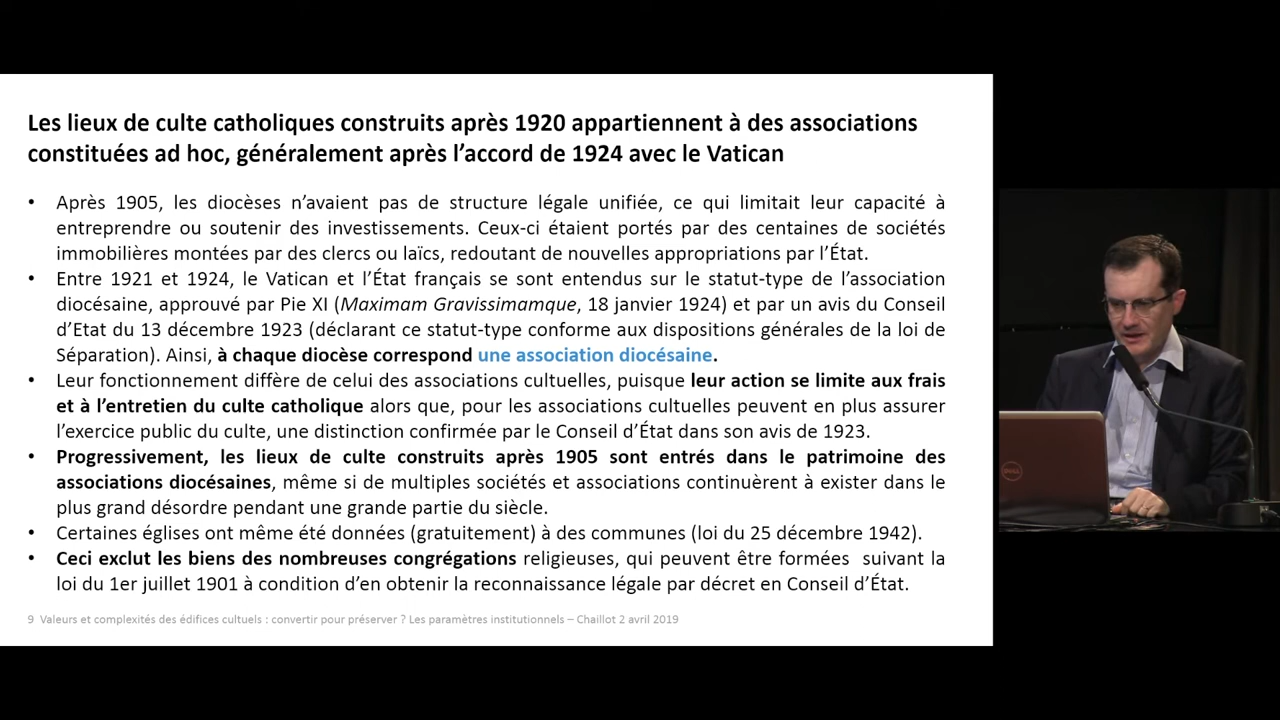 Les lieux de culte catholiques construits après 1920 appartiennent à des associations
constituées ad hoc, généralement après l’accord de 1924 avec le Vatican
• Après 1905, les diocèses n’avaient pas de structure légale unifiée, ce qui limitait leur capacité à
entreprendre ou soutenir des investissements. Ceux-ci étaient portés par des centaines de sociétés
immobilières montées par des clercs ou laïcs, redoutant de nouvelles appropriations par l’État.
• Entre 1921 et 1924, le Vatican et l’État français se sont entendus sur le statut-type de l’association
diocésaine, approuvé par Pie XI (Maximam Gravissimamque, 18 janvier 1924) et par un avis du Conseil
d’Etat du 13 décembre 1923 (déclarant ce statut-type conforme aux dispositions générales de la loi de
Séparation). Ainsi, à chaque diocèse correspond une association diocésaine.
• Leur fonctionnement diffère de celui des associations cultuelles, puisque leur action se limite aux frais
et à l’entretien du culte catholique alors que, pour les associations cultuelles peuvent en plus assurer
l’exercice public du culte, une distinction confirmée par le Conseil d’État dans son avis de 1923.
• Progressivement, les lieux de culte construits après 1905 sont entrés dans le patrimoine des
associations diocésaines, même si de multiples sociétés et associations continuèrent à exister dans le
plus grand désordre pendant une grande partie du siècle.
• Certaines églises ont même été données (gratuitement) à des communes (loi du 25 décembre 1942).
• Ceci exclut les biens des nombreuses congrégations religieuses, qui peuvent être formées suivant la
loi du 1er juillet 1901 à condition d’en obtenir la reconnaissance légale par décret en Conseil d’État.
9 Valeurs et complexités des édifices cultuels : convertir pour préserver ? Les paramètres institutionnels – Chaillot 2 avril 2019
DELL